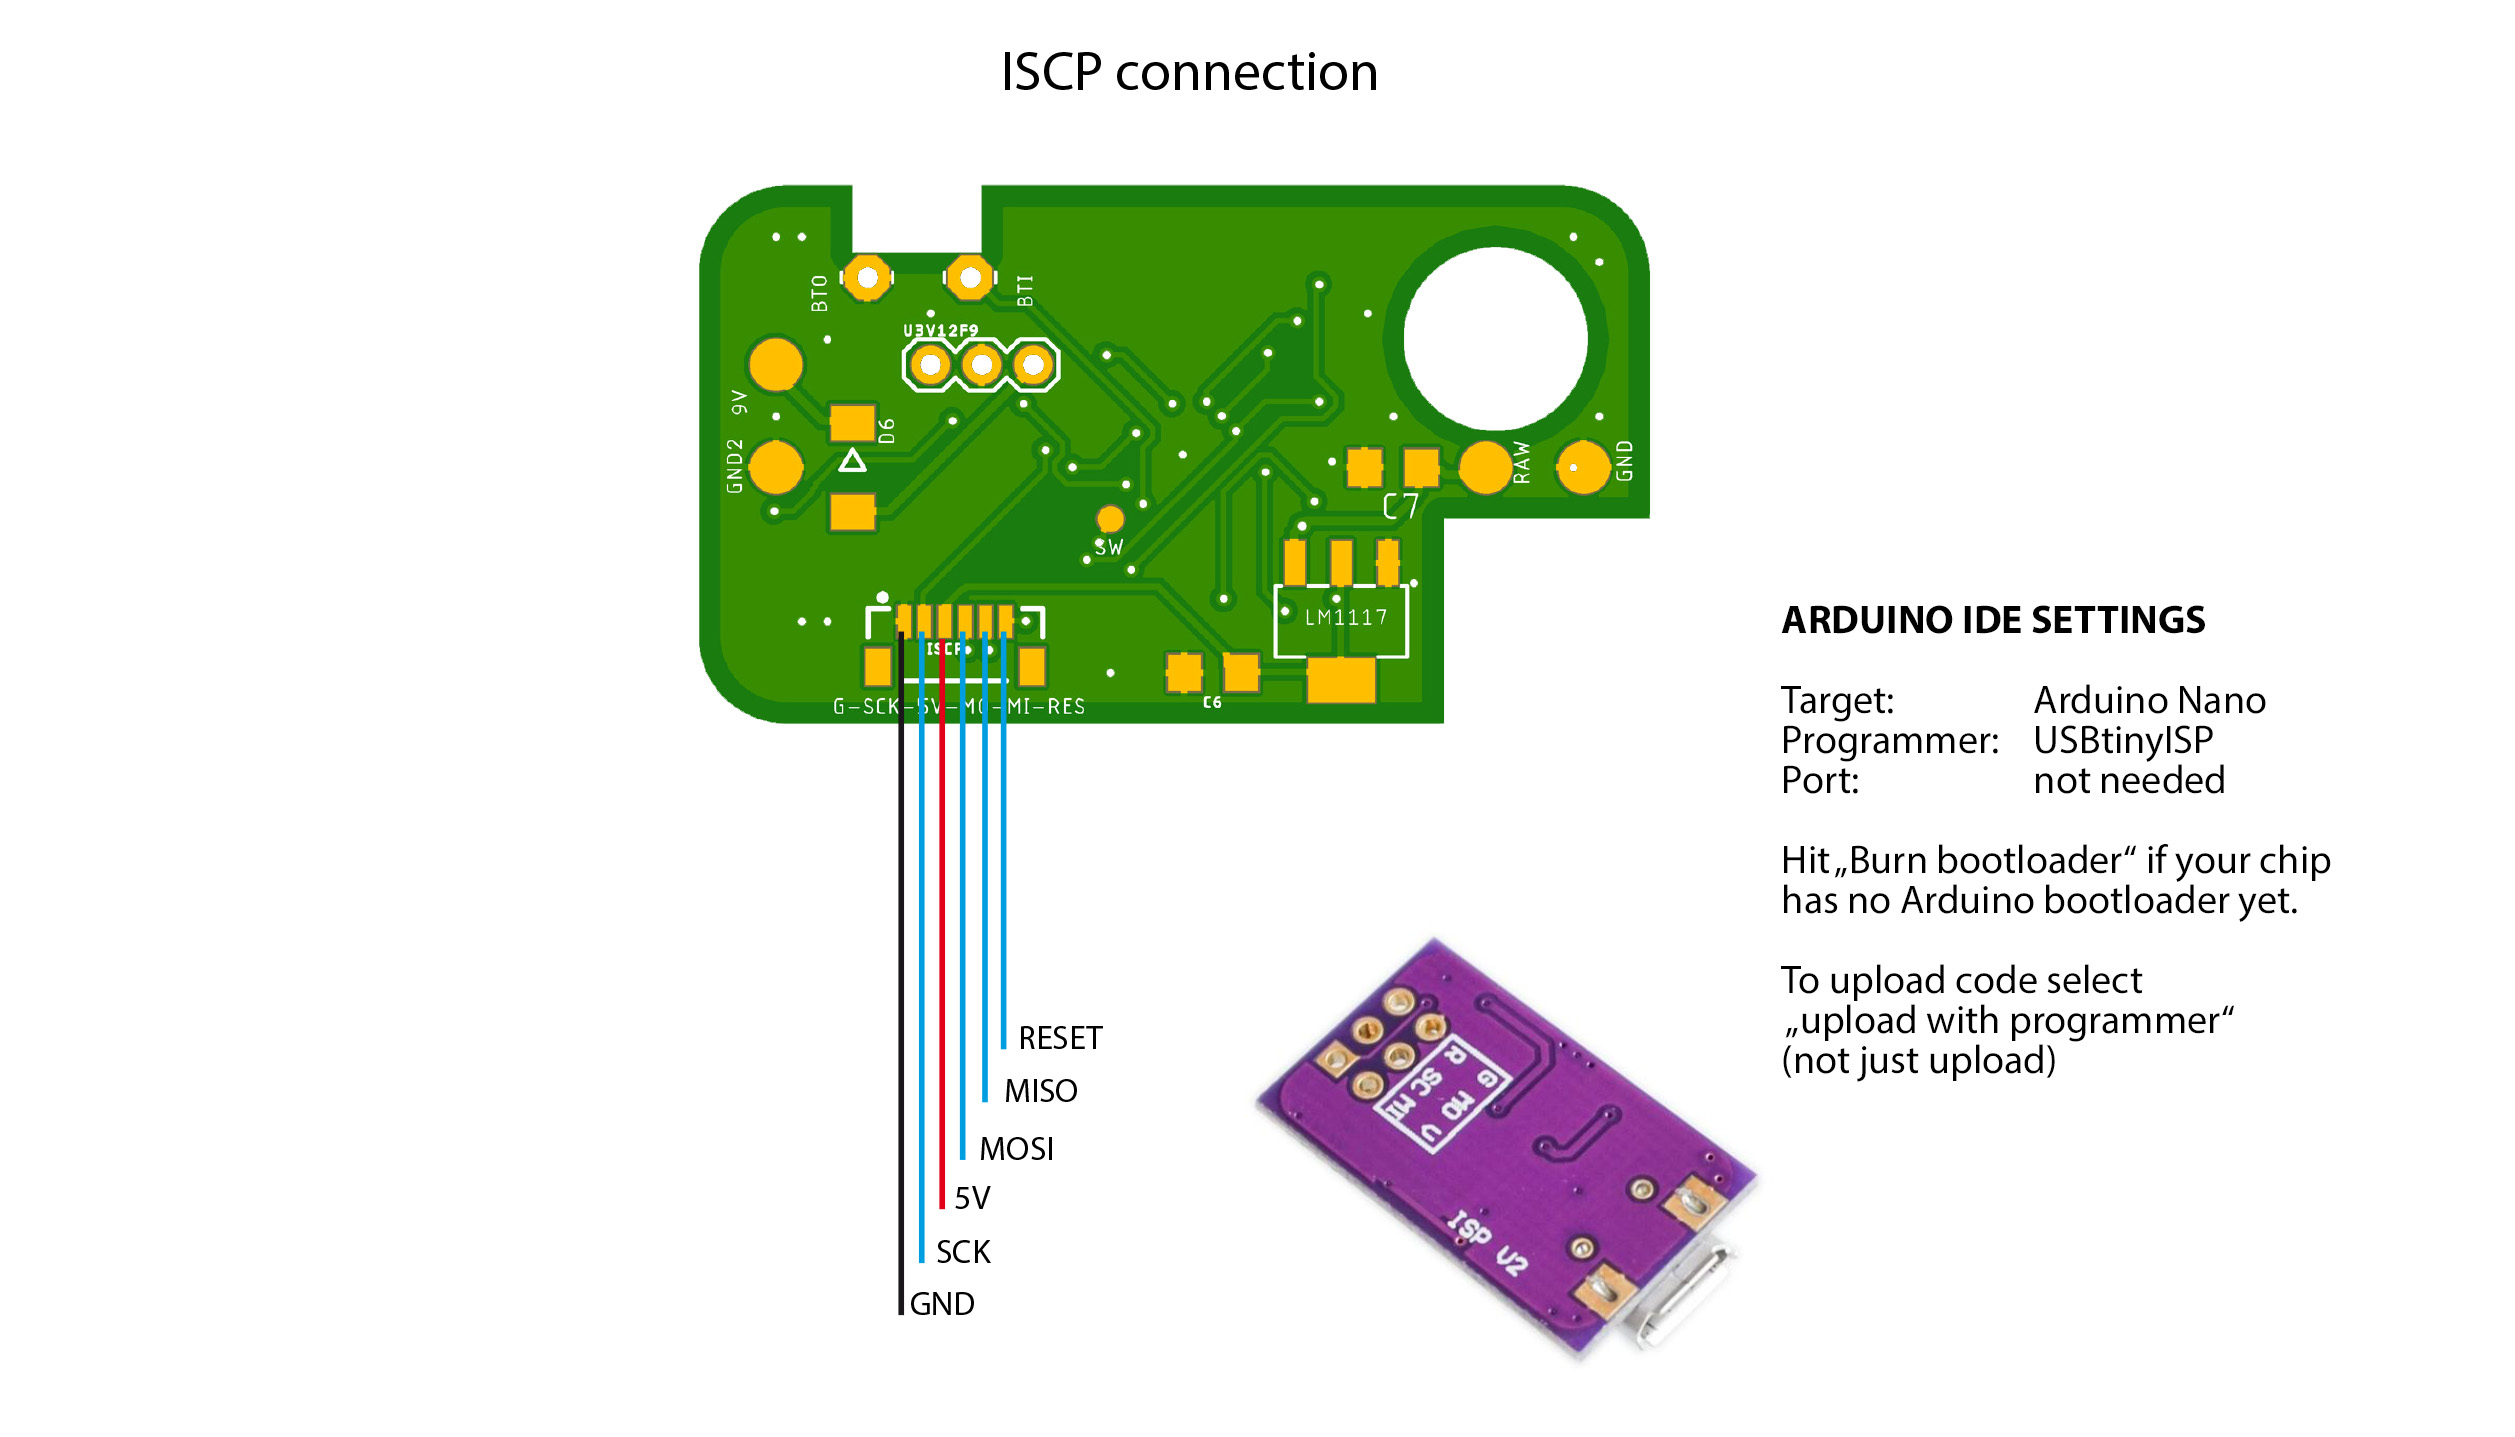 ISCP connection
BTO
BTI
U3V12F9
9V
D6
GND2
RAW
GND
C7
SW
LM1117
ISCP
C6
G-SCK-5V-MO-MI-RES
RESET
MISO
MOSI
5V
SCK
GND
R G
SC MO
MI V
ISP V2
ARDUINO IDE SETTINGS
Target: Arduino Nano
Programmer: USBtinyISP
Port: not needed
Hit „Burn bootloader“ if your chip
has no Arduino bootloader yet.
To upload code select
„upload with programmer“
(not just upload)